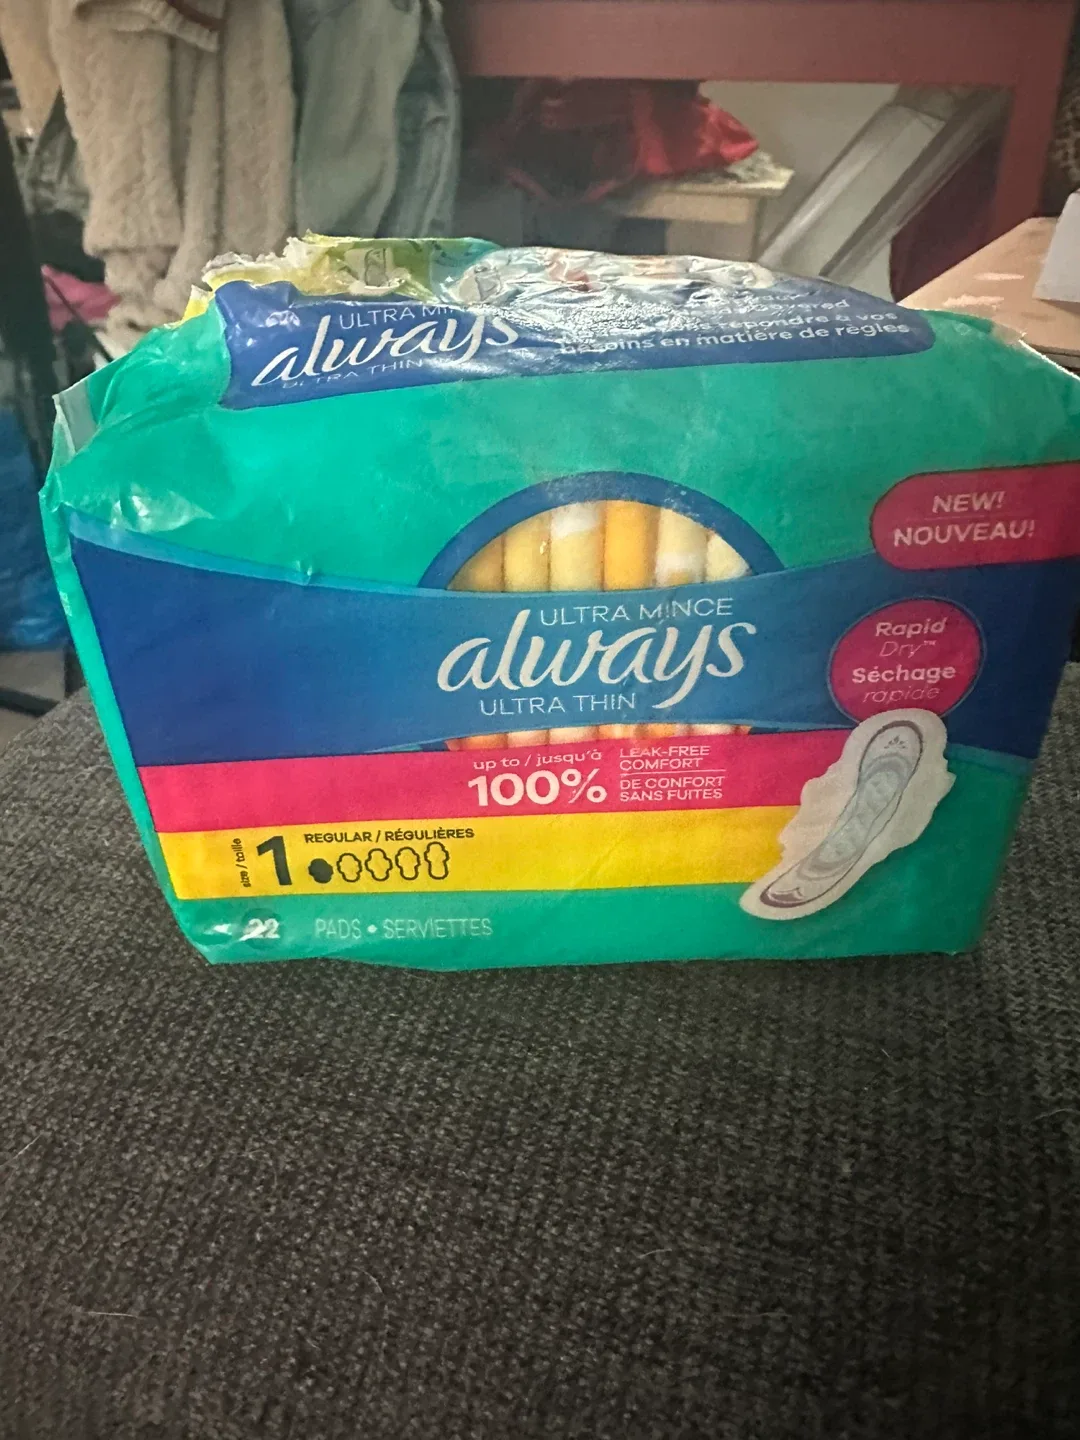 ULTRA
always
ULTRA THIN
répondre à vos
besoins en matière de règles
NEW!
NOUVEAU!
ULTRA MINCE
always
ULTRA THIN
Rapid
Dry™
Séchage
rapide
up to / jusqu'à
100%
LEAK-FREE
COMFORT
DE CONFORT
SANS FUITES
size / taille
1
REGULAR / RÉGULIÈRES
22 PADS • SERVIETTES